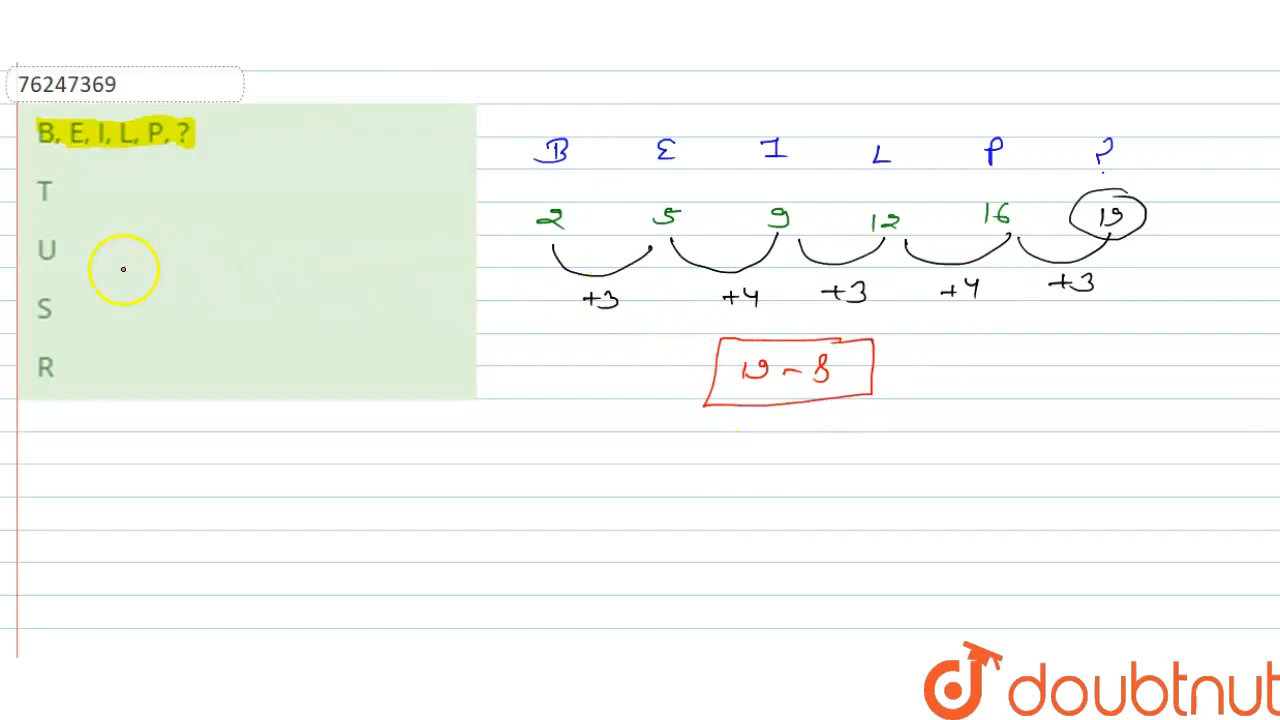 76247369
B, E, I, L, P, ?
T
U
S
R
B E I L P ?
2 5 9 12 16 19
+3 +4 +3 +4 +3
19 - S
doubtnut